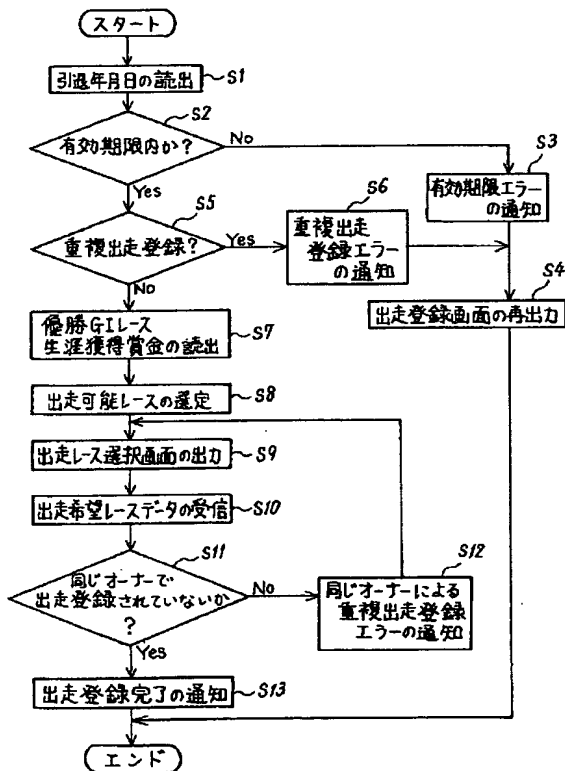 スタート
引退年月日の読出
S1
S2
有効期限内か?
No
Yes
S3
有効期限エラー
の通知
S5
重複出走登録?
Yes
No
S6
重複出走
登録エラー
の通知
S4
出走登録画面の再出力
優勝GIレース
生涯獲得賞金の読出
S7
出走可能レースの選定
S8
出走レース選択画面の出力
S9
出走希望レースデータの受信
S10
S11
同じオーナーで
出走登録されていないか
?
No
Yes
S12
同じオーナーによる
重複出走登録
エラーの通知
出走登録完了の通知
S13
エンド